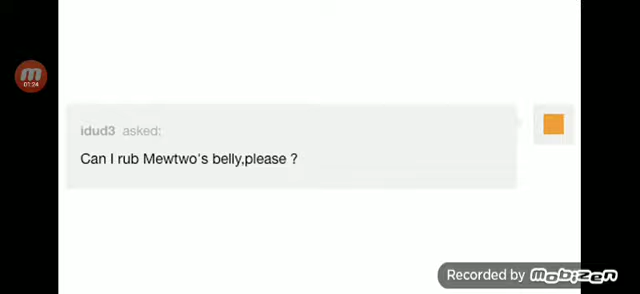 01:24
idud3 asked:
Can I rub Mewtwo's belly,please ?
Recorded by Mobizen